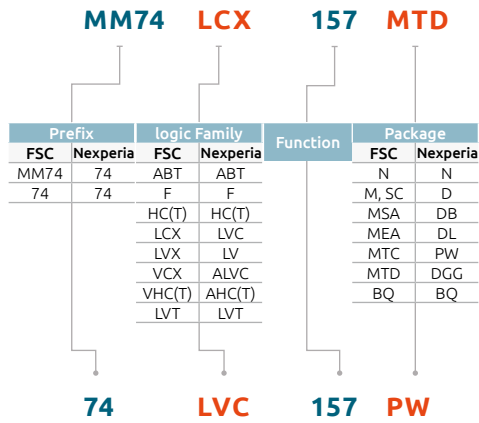 MM74 LCX 157 MTD
Prefix logic Family Function Package
FSC Nexperia FSC Nexperia FSC Nexperia
MM74 74 ABT ABT N N
74 74 F F M, SC D
HC(T) HC(T) MSA DB
LCX LVC MEA DL
LVX LV MTC PW
VCX ALVC MTD DGG
VHC(T) AHC(T) BQ BQ
LVT LVT
74 LVC 157 PW